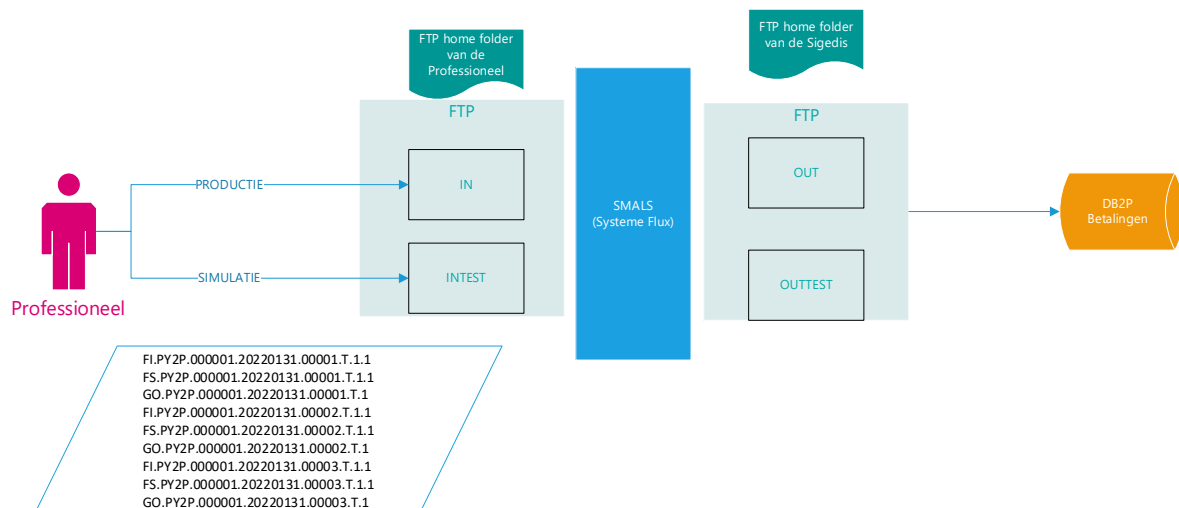 FTP home folder
van de
Professioneel
FTP home folder
van de Sigedis
FTP
FTP
PRODUCTIE
IN
OUT
SMALS
(Systeme Flux)
DB2P
Betalingen
SIMULATIE
INTEST
OUTTEST
Professioneel
FI.PY2P.000001.20220131.00001.T.1.1
FS.PY2P.000001.20220131.00001.T.1.1
GO.PY2P.000001.20220131.00001.T.1
FI.PY2P.000001.20220131.00002.T.1.1
FS.PY2P.000001.20220131.00002.T.1.1
GO.PY2P.000001.20220131.00002.T.1
FI.PY2P.000001.20220131.00003.T.1.1
FS.PY2P.000001.20220131.00003.T.1.1
GO.PY2P.000001.20220131.00003.T.1